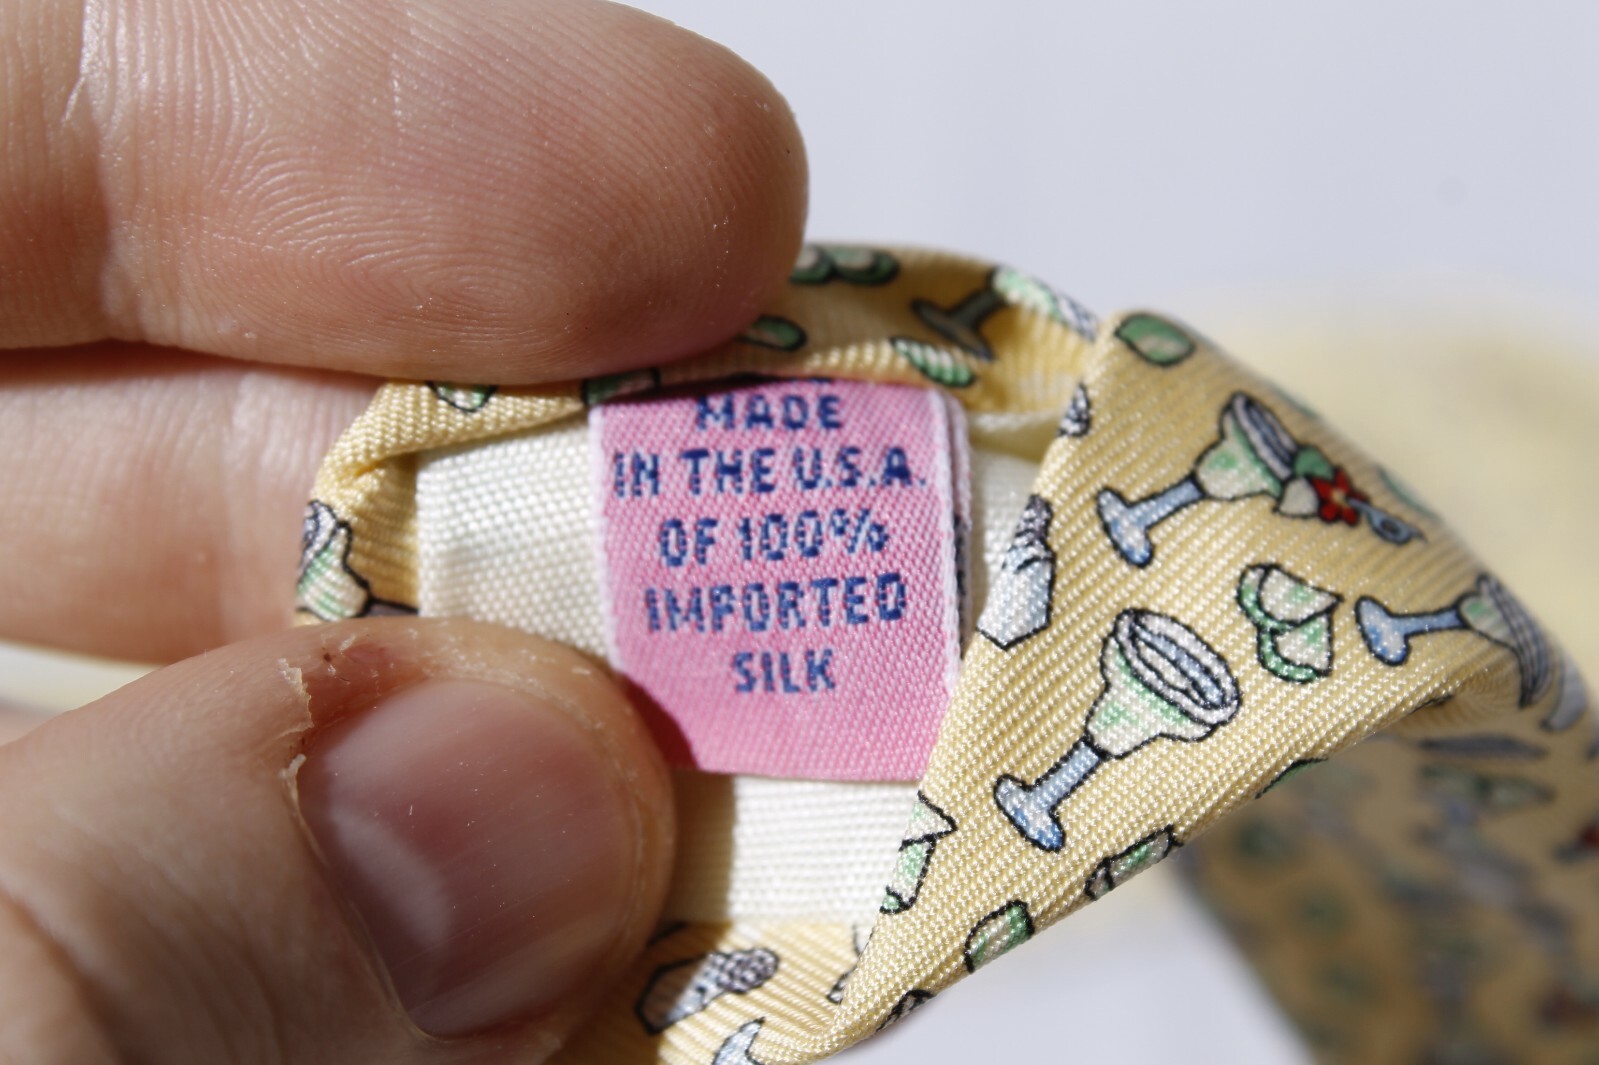 MADE
IN THE U.S.A.
OF 100%
IMPORTED
SILK